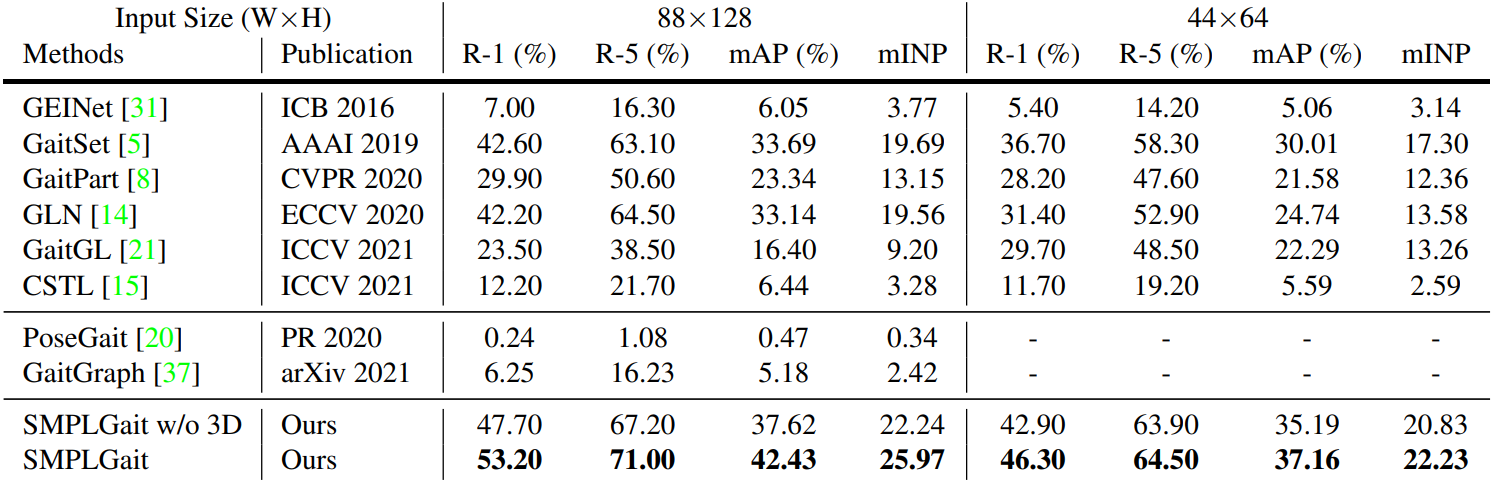 Input Size (W×H) 88×128 44×64
Methods Publication R-1 (%) R-5 (%) mAP (%) mINP R-1 (%) R-5 (%) mAP (%) mINP
GEINet [31] ICB 2016 7.00 16.30 6.05 3.77 5.40 14.20 5.06 3.14
GaitSet [5] AAAI 2019 42.60 63.10 33.69 19.69 36.70 58.30 30.01 17.30
GaitPart [8] CVPR 2020 29.90 50.60 23.34 13.15 28.20 47.60 21.58 12.36
GLN [14] ECCV 2020 42.20 64.50 33.14 19.56 31.40 52.90 24.74 13.58
GaitGL [21] ICCV 2021 23.50 38.50 16.40 9.20 29.70 48.50 22.29 13.26
CSTL [15] ICCV 2021 12.20 21.70 6.44 3.28 11.70 19.20 5.59 2.59
PoseGait [20] PR 2020 0.24 1.08 0.47 0.34 - - - -
GaitGraph [37] arXiv 2021 6.25 16.23 5.18 2.42 - - - -
SMPLGait w/o 3D Ours 47.70 67.20 37.62 22.24 42.90 63.90 35.19 20.83
SMPLGait Ours 53.20 71.00 42.43 25.97 46.30 64.50 37.16 22.23